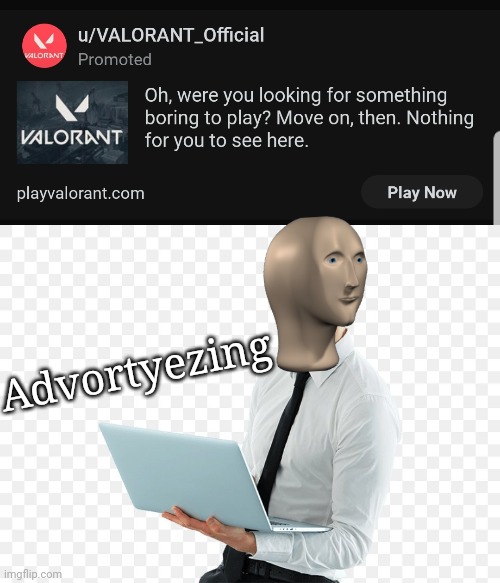 u/VALORANT_Official
VALORANT
Promoted
Oh, were you looking for something
boring to play? Move on, then. Nothing
for you to see here.
VALORANT
playvalorant.com
Play Now
Advortyezing
imgflip.com